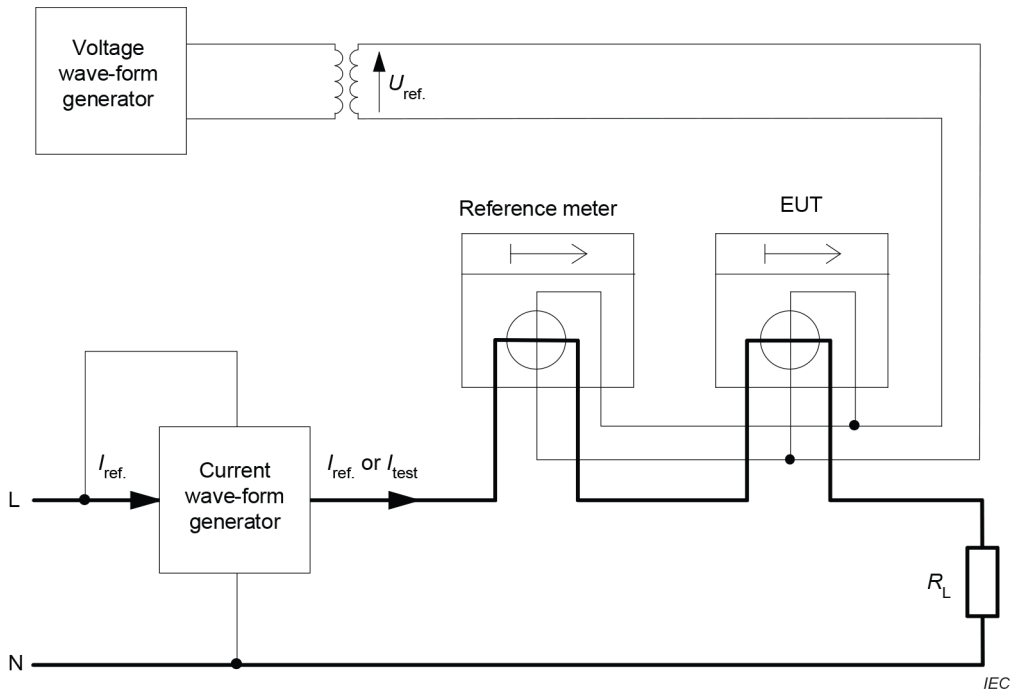 Voltage
wave-form
generator
Uref.
Reference meter
EUT
Iref.
Current
wave-form
generator
Iref. or Itest
L
RL
N
IEC